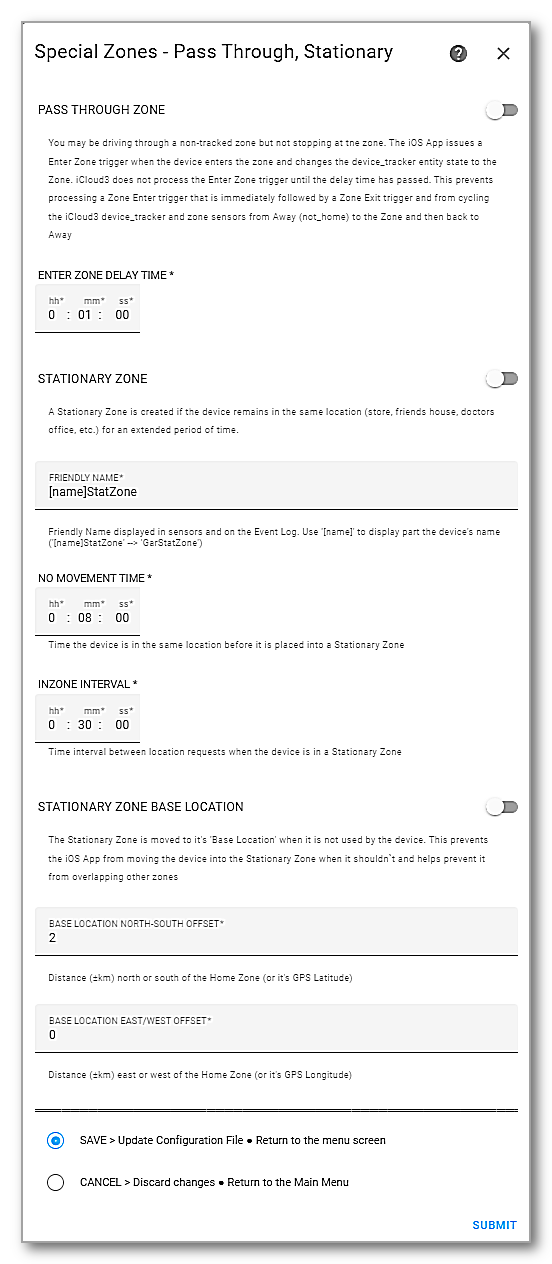 Special Zones - Pass Through, Stationary
PASS THROUGH ZONE
You may be driving through a non-tracked zone but not stopping at the zone. The iOS App issues a
Enter Zone trigger when the device enters the zone and changes the device_tracker entity state to the
Zone. iCloud3 does not process the Enter Zone trigger until the delay time has passed. This prevents
processing a Zone Enter trigger that is immediately followed by a Zone Exit trigger and from cycling
the iCloud3 device_tracker and zone sensors from Away (not_home) to the Zone and then back to
Away
ENTER ZONE DELAY TIME *
hh* mm* ss*
0 : 01 : 00
STATIONARY ZONE
A Stationary Zone is created if the device remains in the same location (store, friends house, doctors
office, etc.) for an extended period of time.
FRIENDLY NAME*
[name]StatZone
Friendly Name displayed in sensors and on the Event Log. Use '[name]' to display part the device's name
('[name]StatZone' --> 'GarStatZone')
NO MOVEMENT TIME *
hh* mm* ss*
0 : 08 : 00
Time the device is in the same location before it is placed into a Stationary Zone
INZONE INTERVAL *
hh* mm* ss*
0 : 30 : 00
Time interval between location requests when the device is in a Stationary Zone
STATIONARY ZONE BASE LOCATION
The Stationary Zone is moved to it's 'Base Location' when it is not used by the device. This prevents
the iOS App from moving the device into the Stationary Zone when it shouldn`t and helps prevent it
from overlapping other zones
BASE LOCATION NORTH-SOUTH OFFSET*
2
Distance (±km) north or south of the Home Zone (or it's GPS Latitude)
BASE LOCATION EAST/WEST OFFSET*
0
Distance (±km) east or west of the Home Zone (or it's GPS Longitude)
SAVE > Update Configuration File ● Return to the menu screen
CANCEL > Discard changes ● Return to the Main Menu
SUBMIT